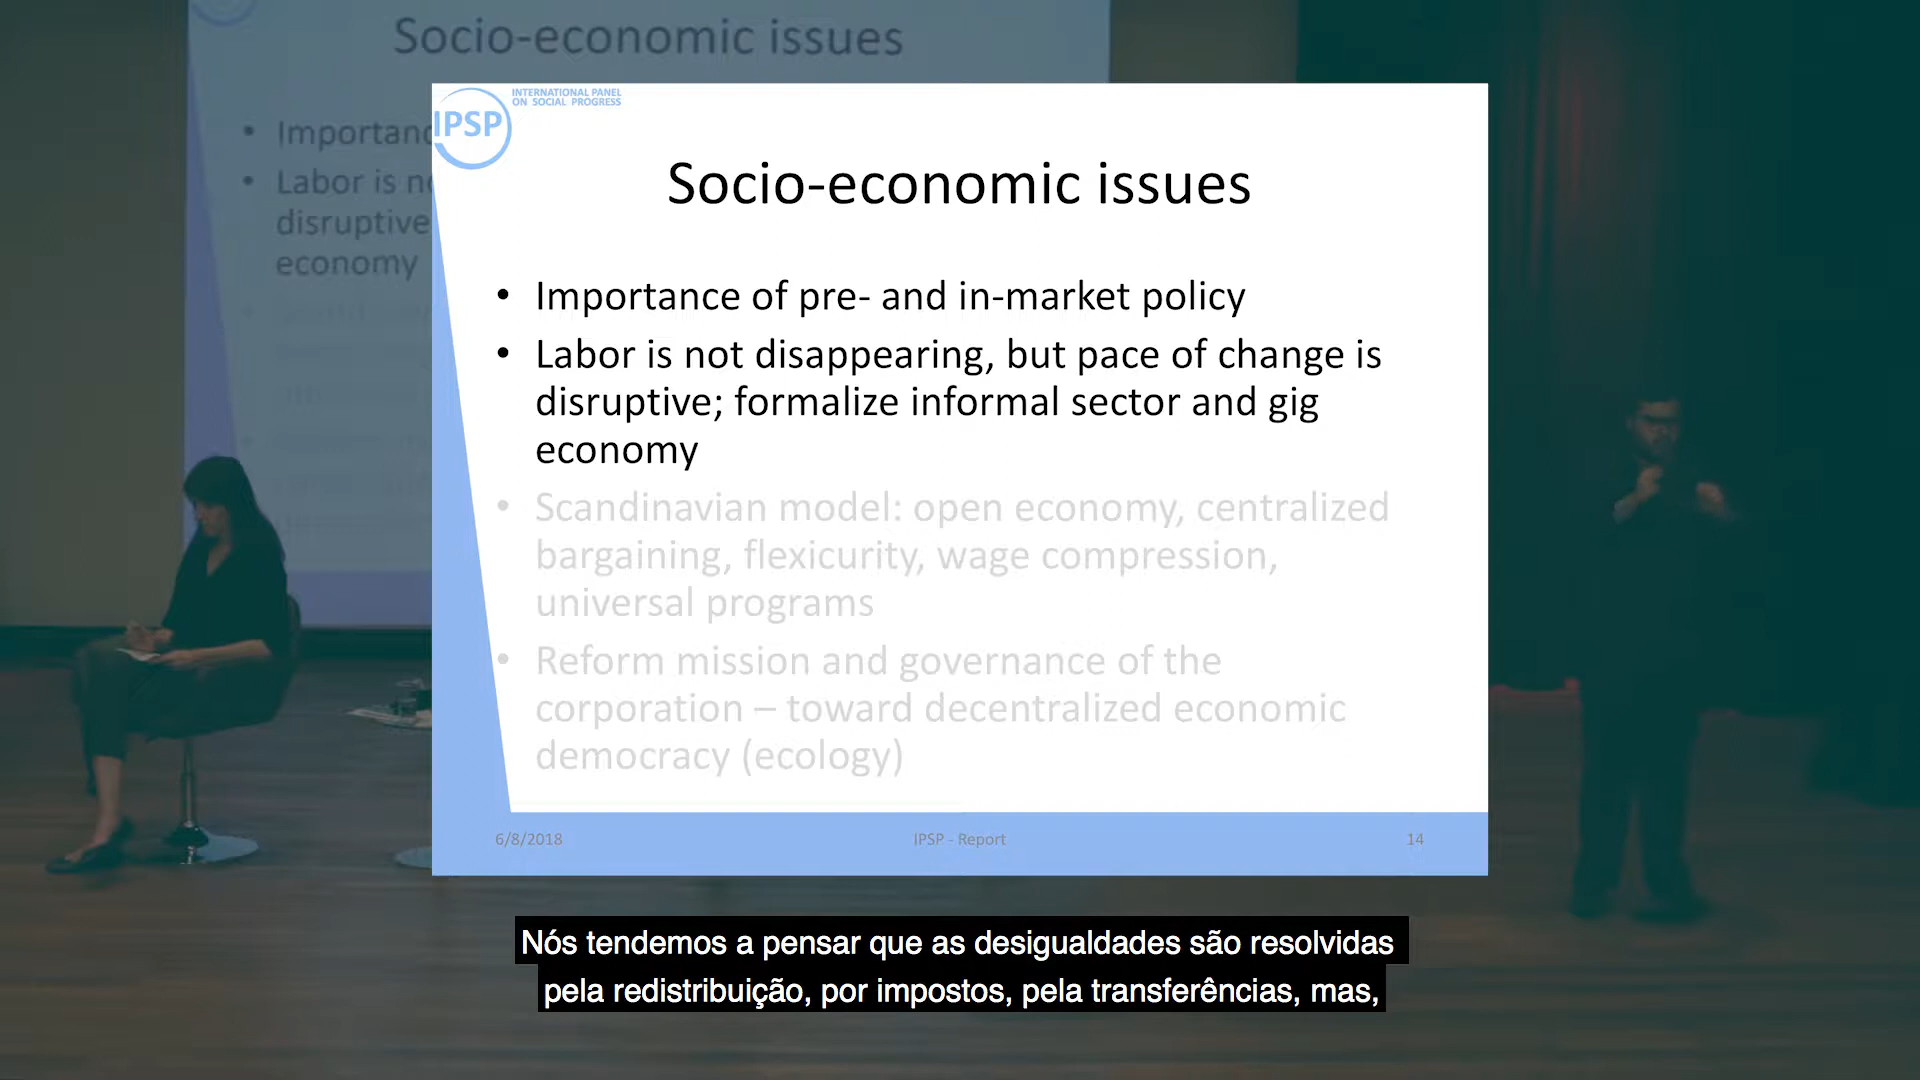 Socio-economic issues
Importanc
Labor is no
disruptive
economy
INTERNATIONAL PANEL
ON SOCIAL PROGRESS
IPSP
Socio-economic issues
• Importance of pre- and in-market policy
• Labor is not disappearing, but pace of change is
disruptive; formalize informal sector and gig
economy
• Scandinavian model: open economy, centralized
bargaining, flexicurity, wage compression,
universal programs
• Reform mission and governance of the
corporation – toward decentralized economic
democracy (ecology)
6/8/2018
IPSP - Report
14
Nós tendemos a pensar que as desigualdades são resolvidas
pela redistribuição, por impostos, pela transferências, mas,